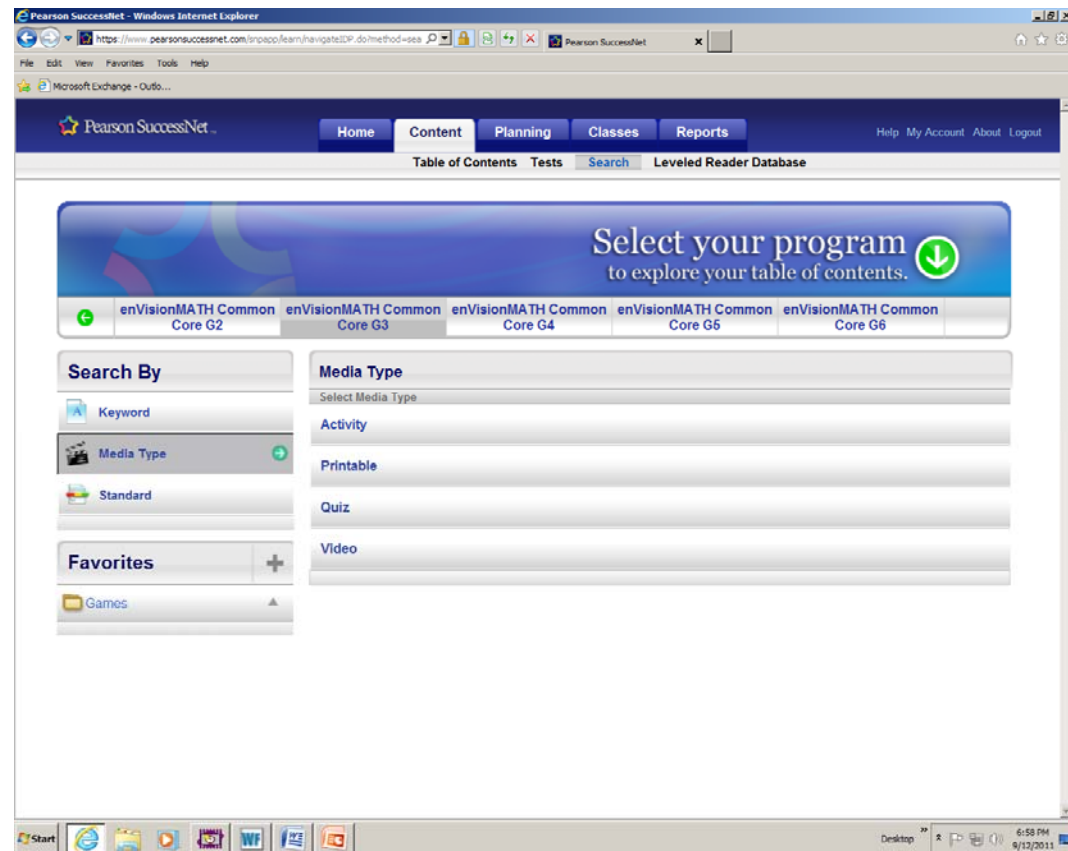 Pearson SuccessNet - Windows Internet Explorer
https://www.pearsonsuccessnet.com/snpapp/learn/navigateIDP.do?method=sea
Pearson SuccessNet
File Edit View Favorites Tools Help
Microsoft Exchange - Outlo...
Pearson SuccessNet
Home Content Planning Classes Reports
Help My Account About Logout
Table of Contents Tests Search Leveled Reader Database
Select your program
to explore your table of contents.
enVisionMATH Common Core G2
enVisionMATH Common Core G3
enVisionMATH Common Core G4
enVisionMATH Common Core G5
enVisionMATH Common Core G6
Search By
Keyword
Media Type
Standard
Favorites
Games
Media Type
Select Media Type
Activity
Printable
Quiz
Video
Start
WF
Desktop
6:58 PM
9/12/2011